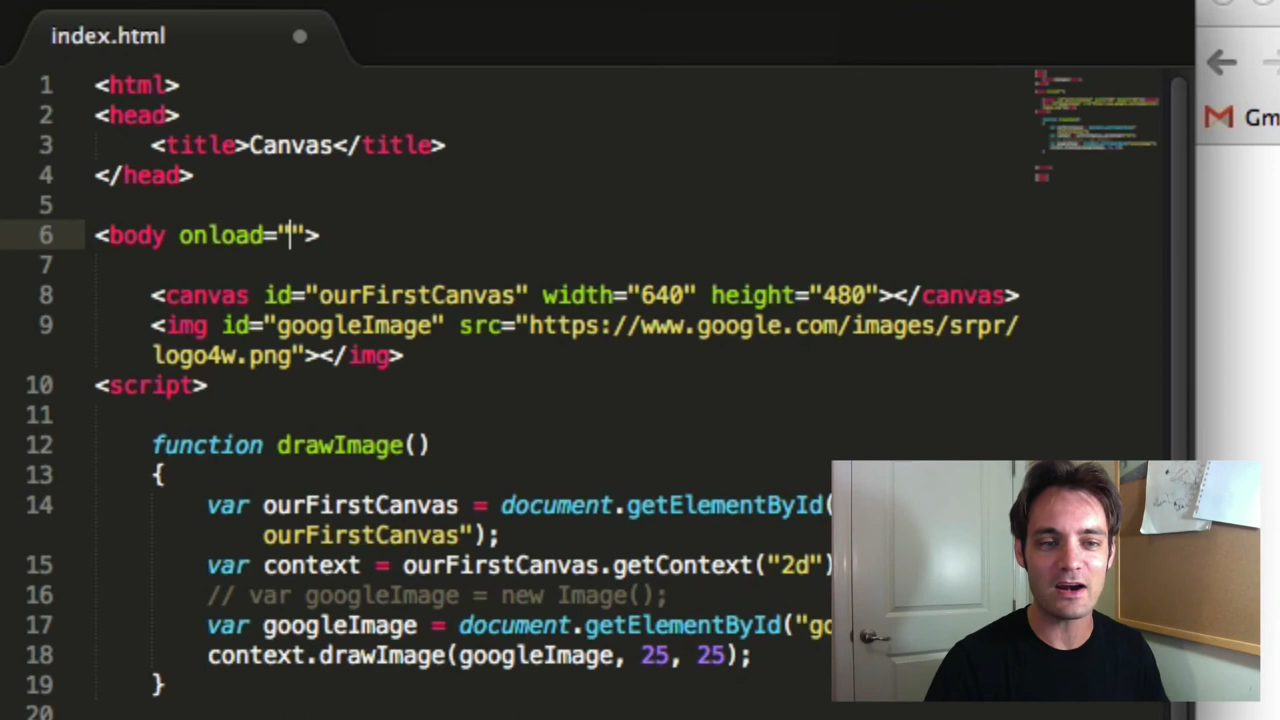 index.html
1 <html>
2 <head>
3 <title>Canvas</title>
4 </head>
5
6 <body onload="">
7
8 <canvas id="ourFirstCanvas" width="640" height="480"></canvas>
9 <img id="googleImage" src="https://www.google.com/images/srpr/
logo4w.png"></img>
10 <script>
11
12 function drawImage()
13 {
14 var ourFirstCanvas = document.getElementById(
ourFirstCanvas");
15 var context = ourFirstCanvas.getContext("2d")
16 // var googleImage = new Image();
17 var googleImage = document.getElementById("go
18 context.drawImage(googleImage, 25, 25);
19 }
20
Gm